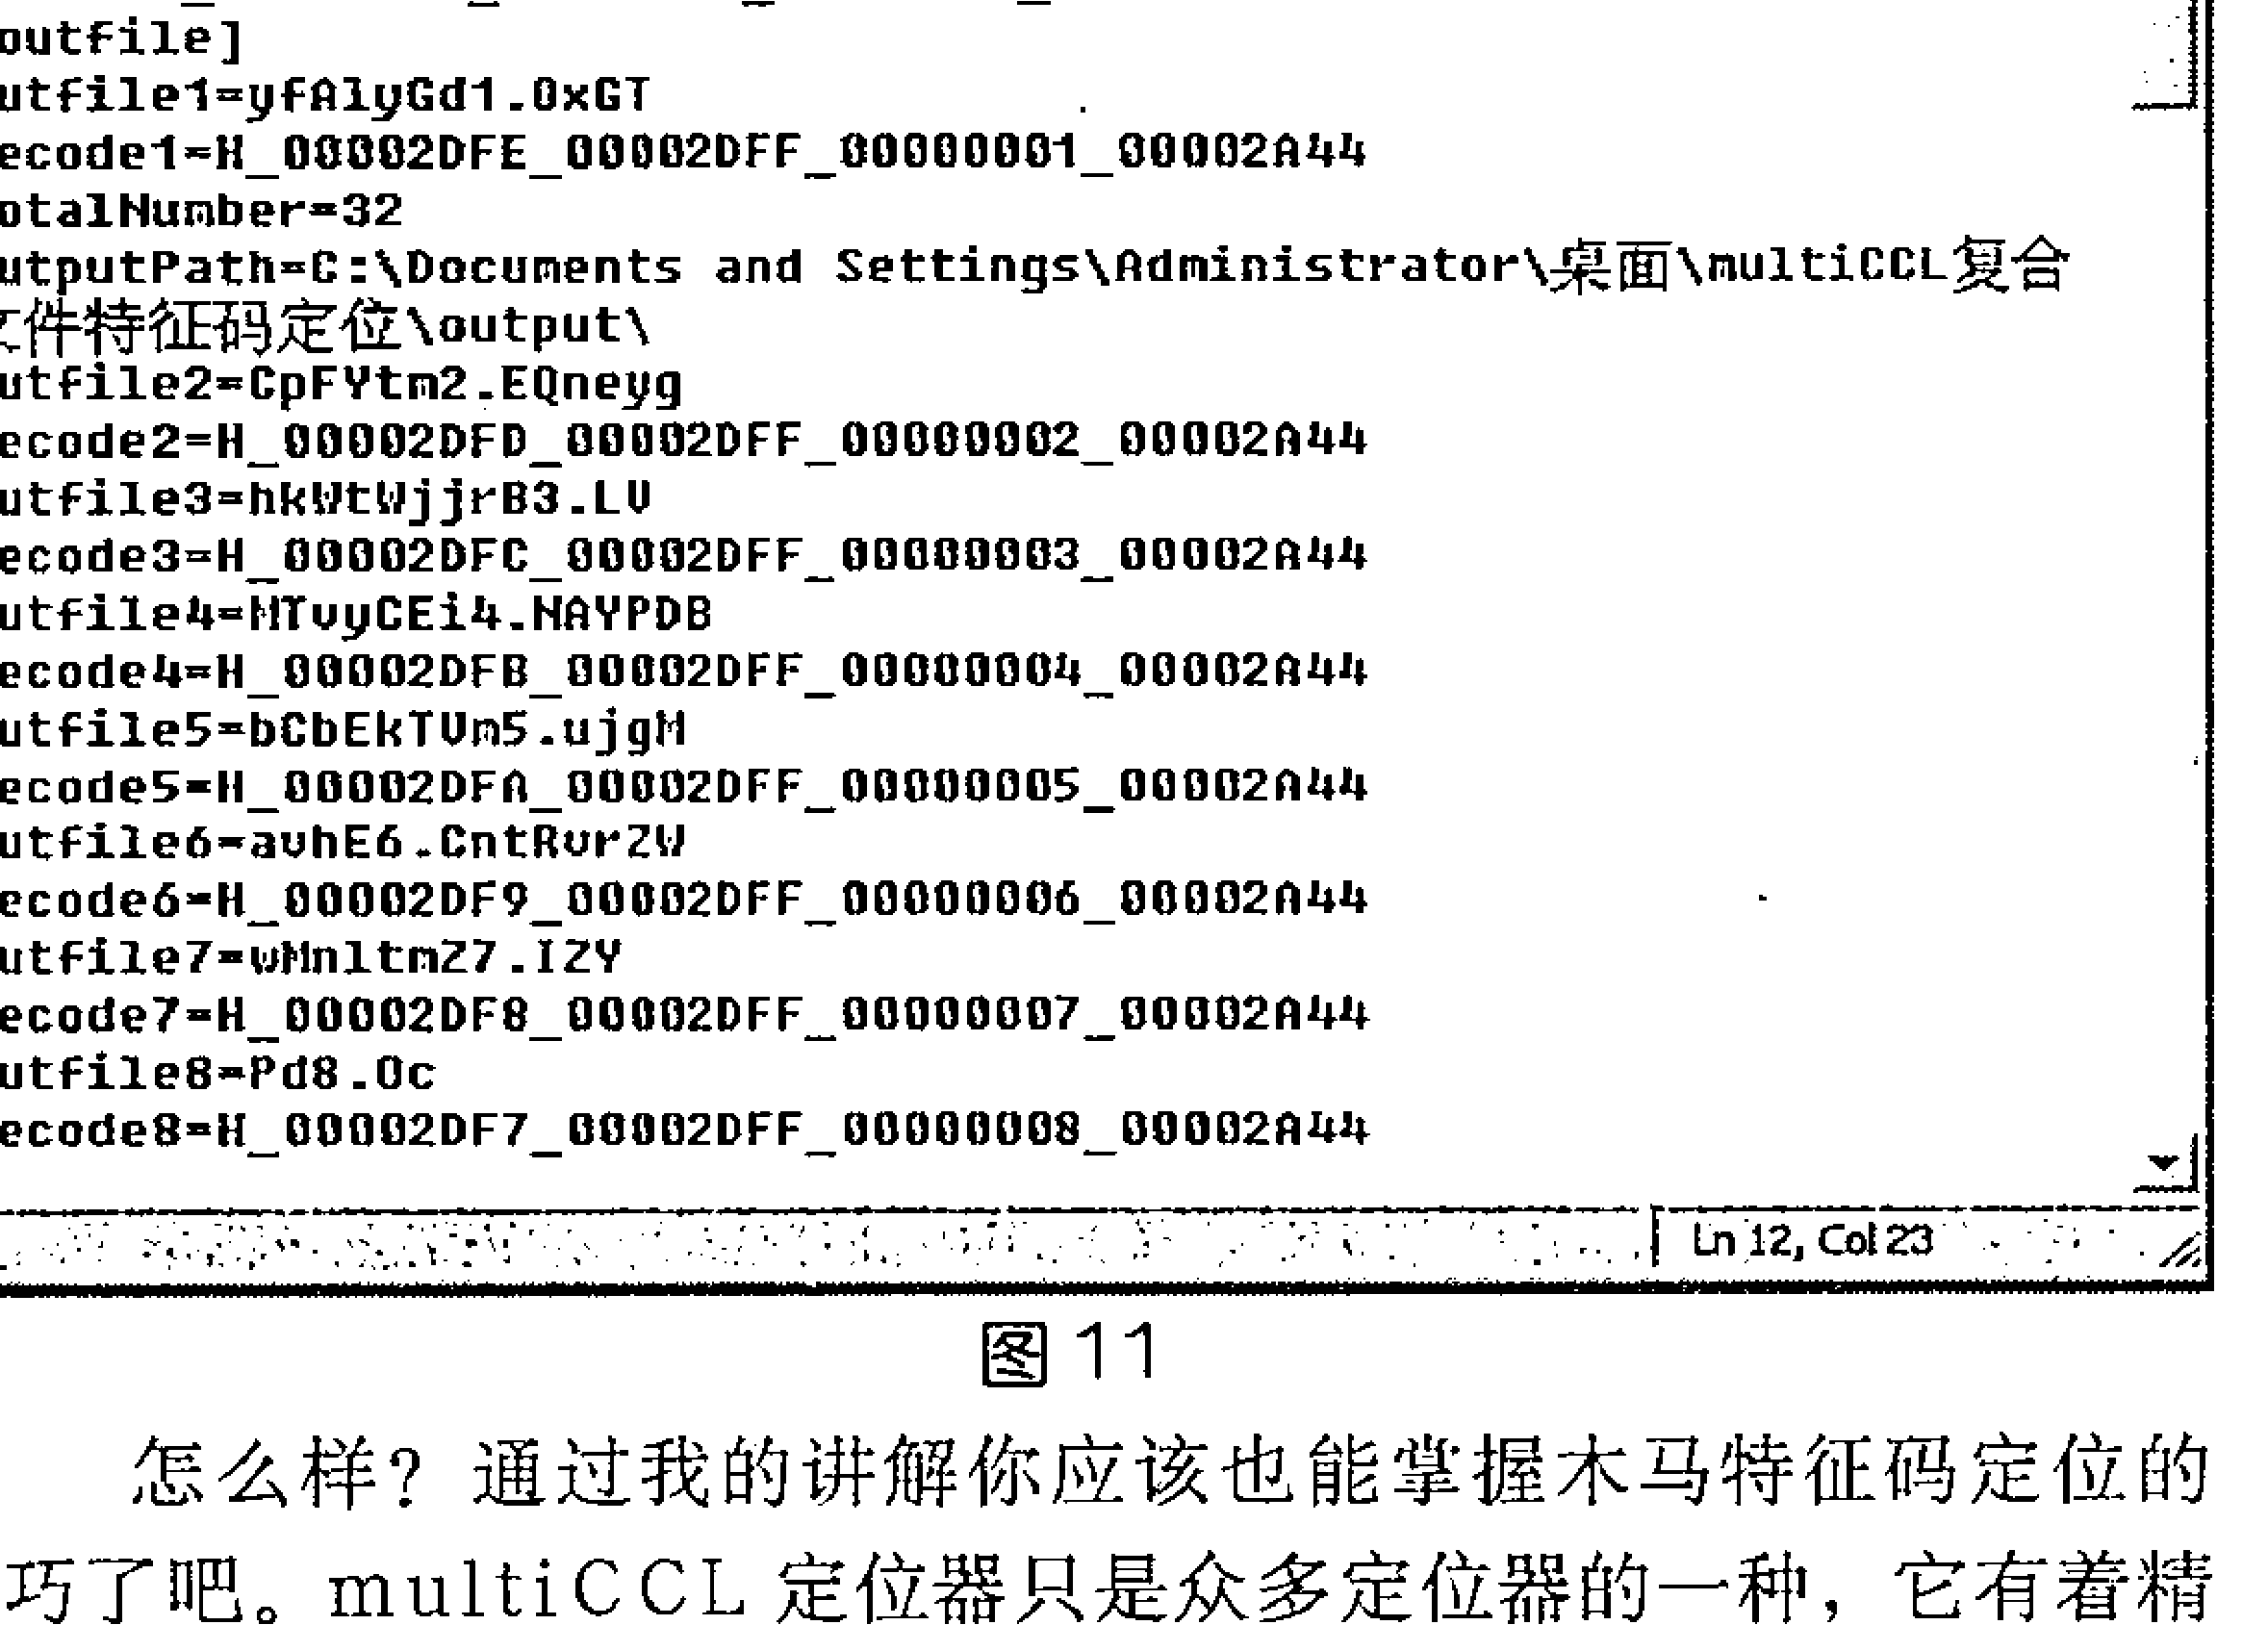 outfile]
utfile1=yfAlyGd1.0xGT
ecode1=H_00002DFE_00002DFF_00000001_00002A44
otalNumber=32
utputPath=C:\Documents and Settings\Administrator\桌面\multiCCL复合
文件特征码定位\output\
utfile2=CpFYtm2.EQneyg
ecode2=H_00002DFD_00002DFF_00000002_00002A44
utfile3=hkWtWjjrB3.LV
ecode3=H_00002DFC_00002DFF_00000003_00002A44
utfile4=MTvyCEi4.NAYPDB
ecode4=H_00002DFB_00002DFF_00000004_00002A44
utfile5=bCbEkTVm5.ujgM
ecode5=H_00002DFA_00002DFF_00000005_00002A44
utfile6=avhE6.CntRvrZW
ecode6=H_00002DF9_00002DFF_00000006_00002A44
utfile7=wMnltmZ7.IZY
ecode7=H_00002DF8_00002DFF_00000007_00002A44
utfile8=Pd8.Oc
ecode8=H_00002DF7_00002DFF_00000008_00002A44
Ln 12, Col 23
图 11
怎么样？通过我的讲解你应该也能掌握木马特征码定位的
巧了吧。multiCCL 定位器只是众多定位器的一种，它有着精